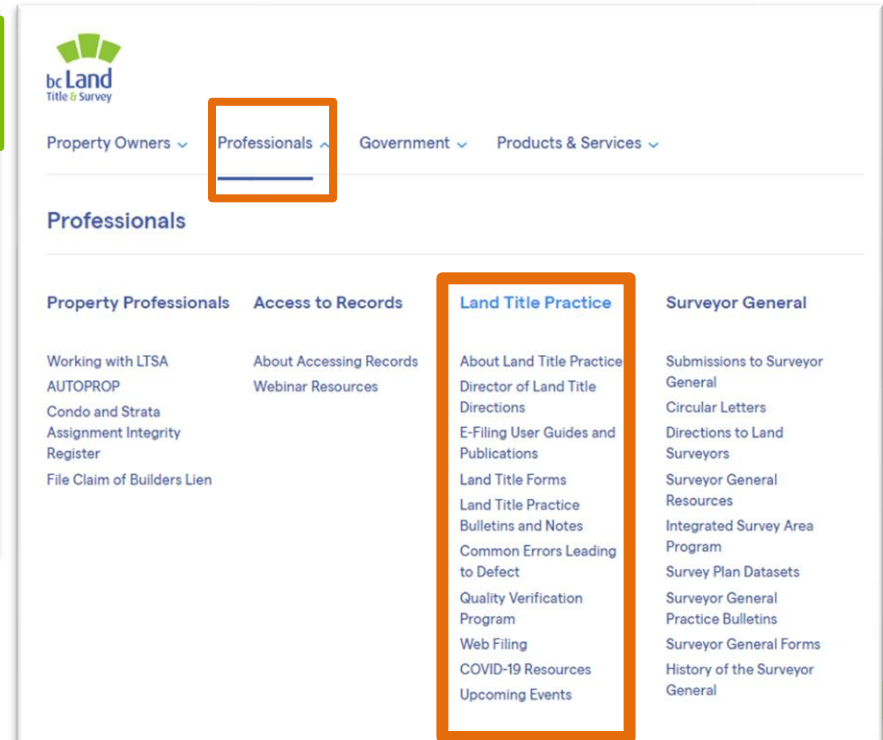 bc Land
Title & Survey
Property Owners Professionals Government Products & Services
Professionals
Property Professionals
Working with LTSA
AUTOPROP
Condo and Strata
Assignment Integrity
Register
File Claim of Builders Lien
Access to Records
About Accessing Records
Webinar Resources
Land Title Practice
About Land Title Practice
Director of Land Title
Directions
E-Filing User Guides and
Publications
Land Title Forms
Land Title Practice
Bulletins and Notes
Common Errors Leading
to Defect
Quality Verification
Program
Web Filing
COVID-19 Resources
Upcoming Events
Surveyor General
Submissions to Surveyor
General
Circular Letters
Directions to Land
Surveyors
Surveyor General
Resources
Integrated Survey Area
Program
Survey Plan Datasets
Surveyor General
Practice Bulletins
Surveyor General Forms
History of the Surveyor
General